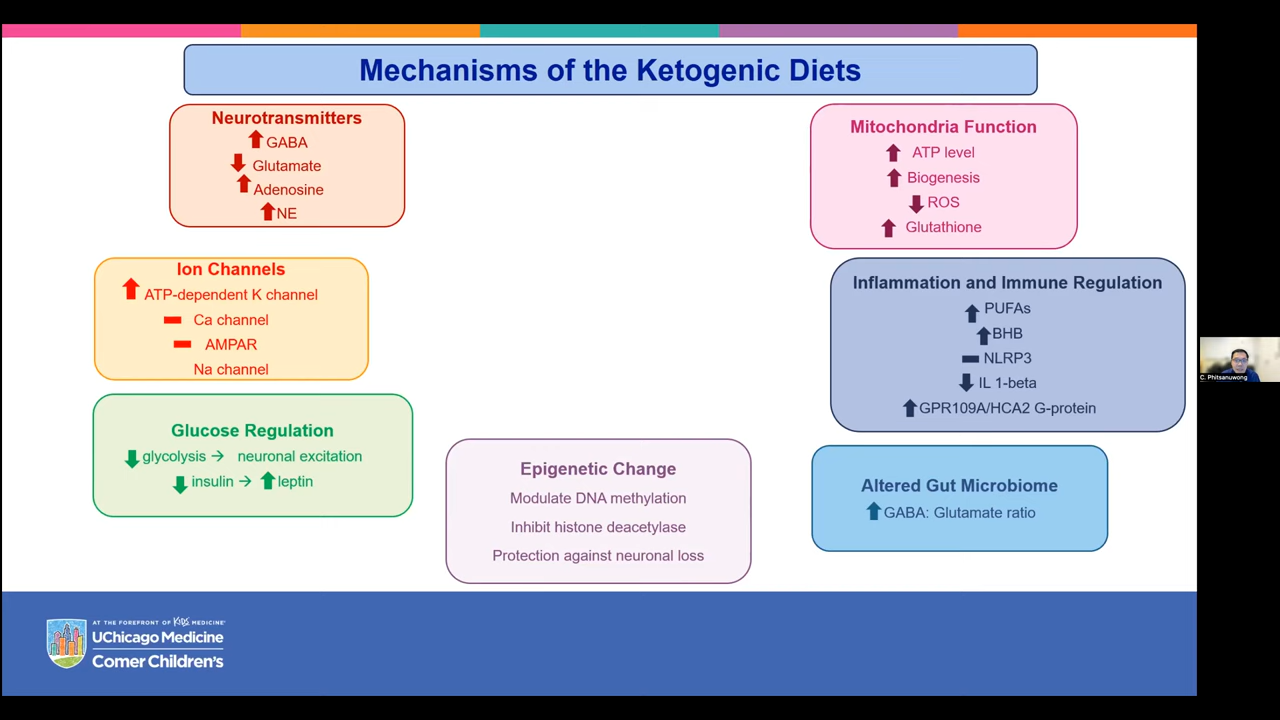 Mechanisms of the Ketogenic Diets
Neurotransmitters
GABA
Glutamate
Adenosine
NE
Ion Channels
ATP-dependent K channel
Ca channel
AMPAR
Na channel
Glucose Regulation
glycolysis → neuronal excitation
insulin → leptin
Epigenetic Change
Modulate DNA methylation
Inhibit histone deacetylase
Protection against neuronal loss
Mitochondria Function
ATP level
Biogenesis
ROS
Glutathione
Inflammation and Immune Regulation
PUFAs
BHB
NLRP3
IL 1-beta
GPR109A/HCA2 G-protein
Altered Gut Microbiome
GABA: Glutamate ratio
C. Phitsanuwong
AT THE FOREFRONT OF KIDS MEDICINE
UChicago Medicine
Comer Children's